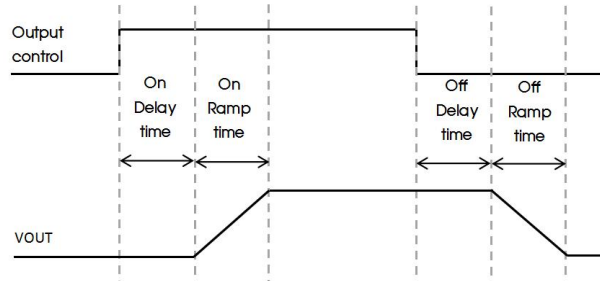 Output
control
On
Delay
time
On
Ramp
time
Off
Delay
time
Off
Ramp
time
VOUT